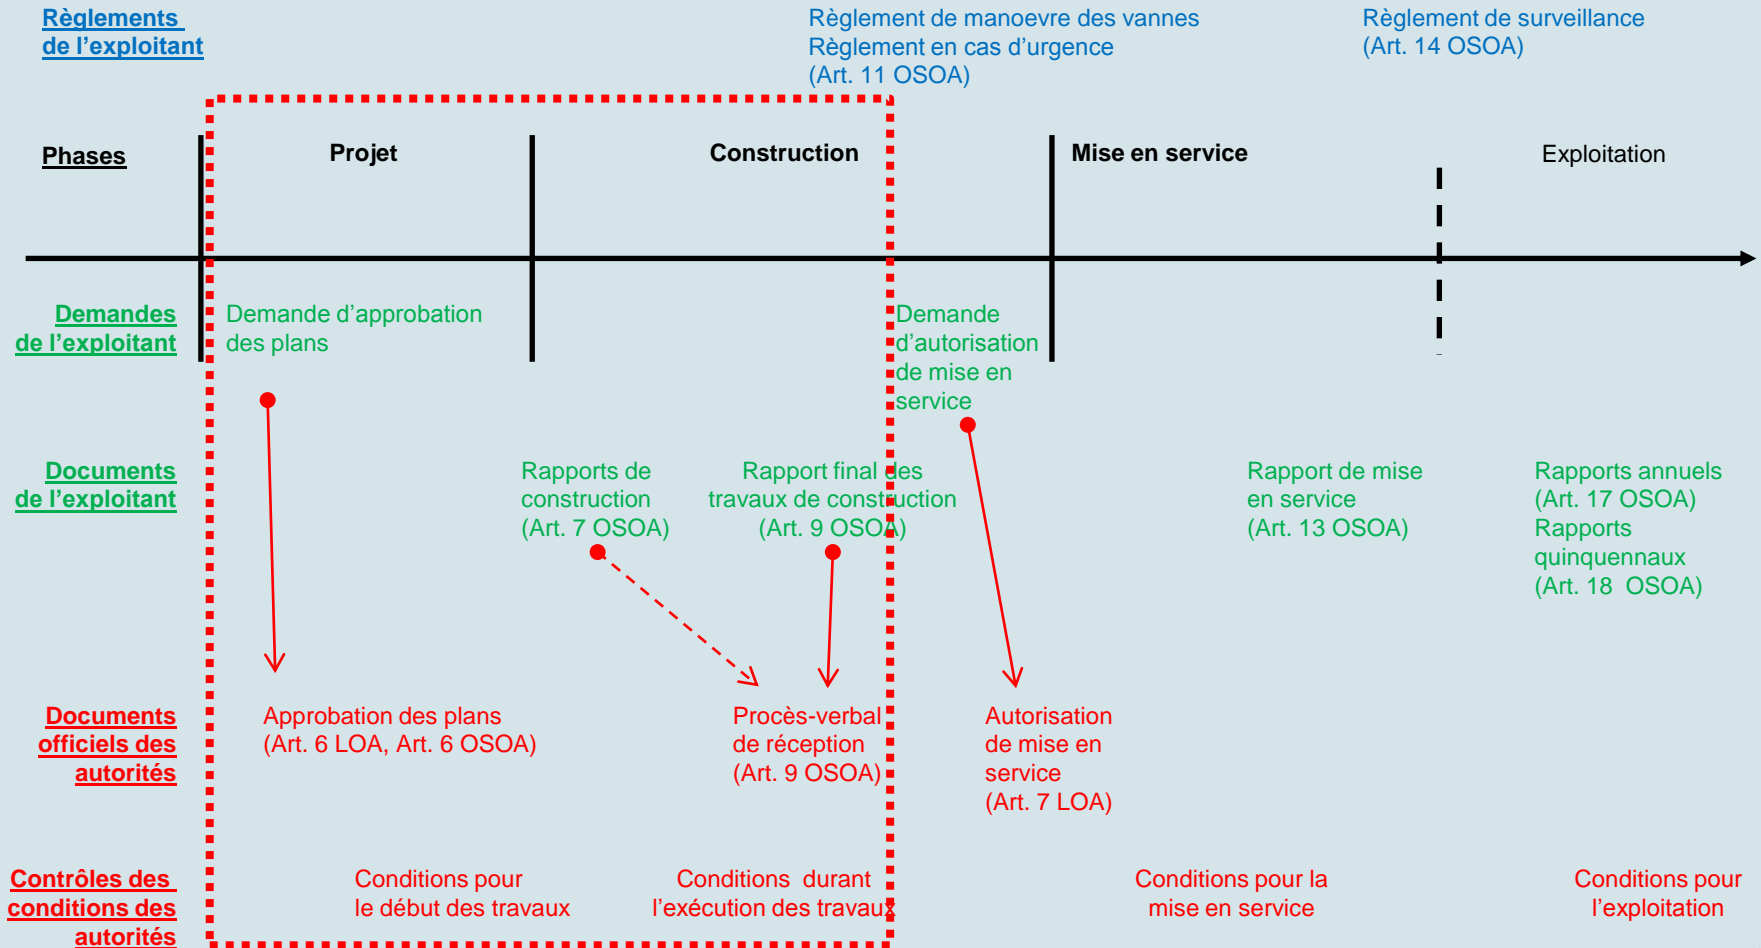 Règlements
de l'exploitant
Règlement de manoevre des vannes
Règlement en cas d'urgence
(Art. 11 OSOA)
Règlement de surveillance
(Art. 14 OSOA)
Phases
Projet
Construction
Mise en service
Exploitation
Demandes
de l'exploitant
Demande d'approbation
des plans
Demande
d'autorisation
de mise en
service
Documents
de l'exploitant
Rapports de
construction
(Art. 7 OSOA)
Rapport final des
travaux de construction
(Art. 9 OSOA)
Rapport de mise
en service
(Art. 13 OSOA)
Rapports annuels
(Art. 17 OSOA)
Rapports
quinquennaux
(Art. 18 OSOA)
Documents
officiels des
autorités
Approbation des plans
(Art. 6 LOA, Art. 6 OSOA)
Procès-verbal
de réception
(Art. 9 OSOA)
Autorisation
de mise en
service
(Art. 7 LOA)
Contrôles des
conditions des
autorités
Conditions pour
le début des travaux
Conditions durant
l'exécution des travaux
Conditions pour la
mise en service
Conditions pour
l'exploitation